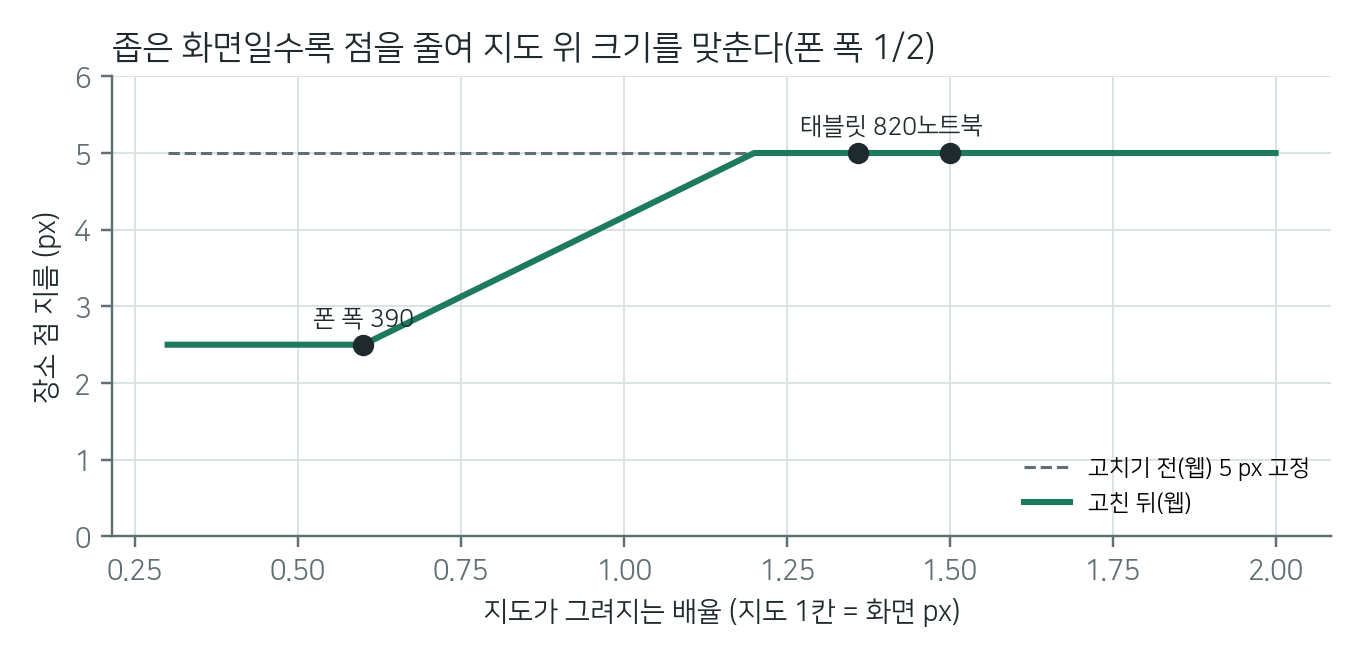 좁은 화면일수록 점을 줄여 지도 위 크기를 맞춘다(폰 폭 1/2)
장소 점 지름 (px)
6
5
4
3
2
1
0
태블릿 820노트북
폰 폭 390
고치기 전(웹) 5 px 고정
고친 뒤(웹)
0.25 0.50 0.75 1.00 1.25 1.50 1.75 2.00
지도가 그려지는 배율 (지도 1칸 = 화면 px)